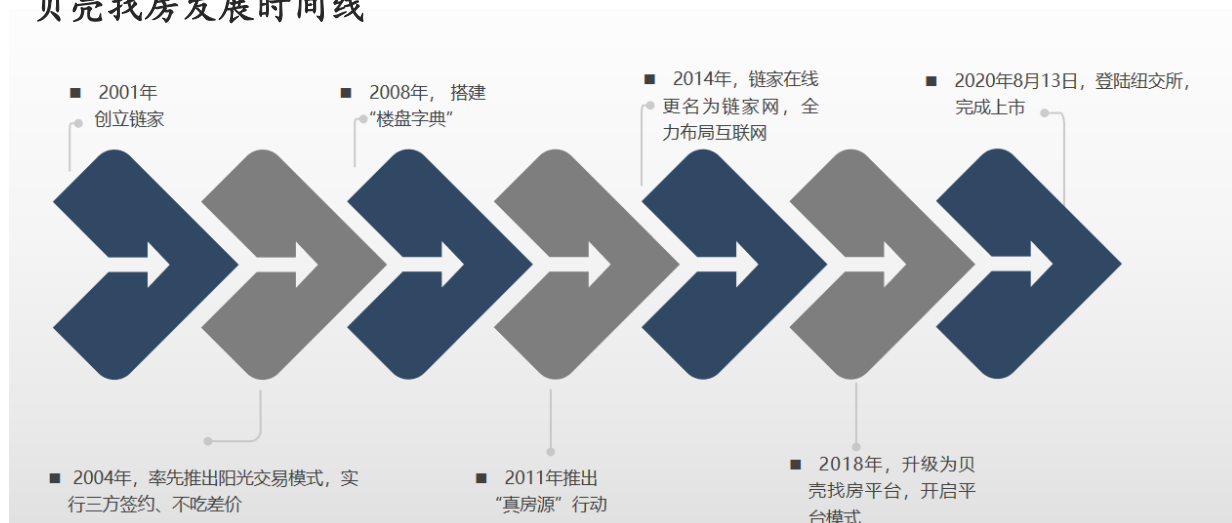 贝壳找房发展时间线
■ 2001年
创立链家
■ 2008年， 搭建
“楼盘字典”
■ 2014年，链家在线
更名为链家网，全
力布局互联网
■ 2020年8月13日，登陆纽交所，
完成上市
■ 2004年，率先推出阳光交易模式，实
行三方签约、不吃差价
■ 2011年推出
“真房源”行动
■ 2018年，升级为贝
壳找房平台，开启平
台模式